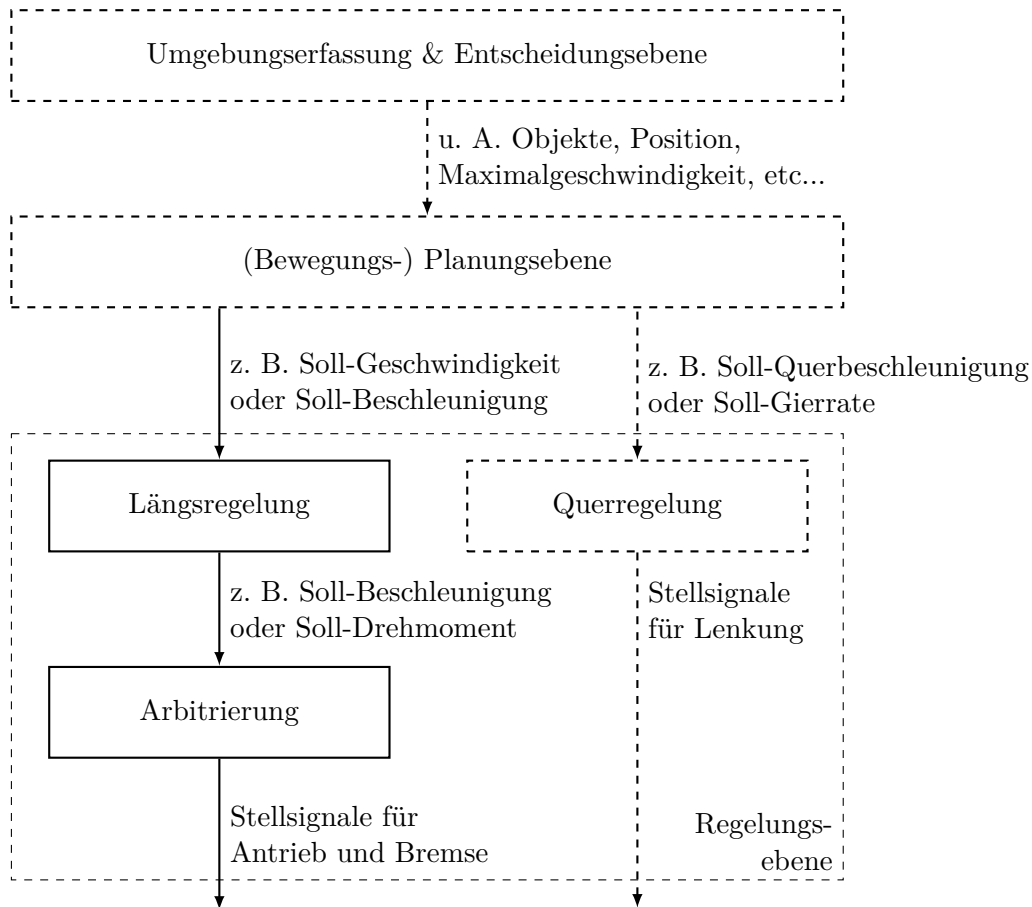 Umgebungserfassung & Entscheidungsebene
u. A. Objekte, Position,
Maximalgeschwindigkeit, etc...
(Bewegungs-) Planungsebene
z. B. Soll-Geschwindigkeit
oder Soll-Beschleunigung
z. B. Soll-Querbeschleunigung
oder Soll-Gierrate
Längsregelung
Querregelung
z. B. Soll-Beschleunigung
oder Soll-Drehmoment
Stellsignale
für Lenkung
Arbitrierung
Stellsignale für
Antrieb und Bremse
Regelungs-
ebene